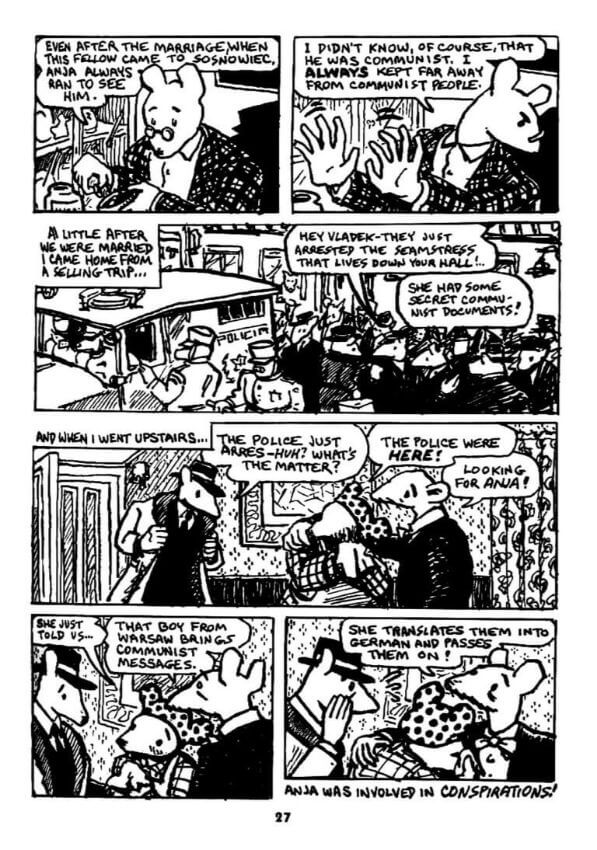 EVEN AFTER THE MARRIAGE, WHEN
THIS FELLOW CAME TO SOSNOWIEC,
ANJA ALWAYS
RAN TO SEE
HIM.
I DIDN'T KNOW, OF COURSE, THAT
HE WAS COMMUNIST. I
ALWAYS KEPT FAR AWAY
FROM COMMUNIST PEOPLE.
A LITTLE AFTER
WE WERE MARRIED
I CAME HOME FROM
A SELLING TRIP...
HEY VLADEK-THEY JUST
ARRESTED THE SEAMSTRESS
THAT LIVES DOWN YOUR HALL!..
SHE HAD SOME
SECRET COMMU-
NIST DOCUMENTS!
POLICJA
AND WHEN I WENT UPSTAIRS...
THE POLICE JUST
ARRES-HUH? WHAT'S
THE MATTER?
THE POLICE WERE
HERE!
LOOKING
FOR ANJA!
SHE JUST
TOLD US...
THAT BOY FROM
WARSAW BRINGS
COMMUNIST
MESSAGES.
SHE TRANSLATES THEM INTO
GERMAN AND PASSES
THEM ON!
ANJA WAS INVOLVED IN CONSPIRATIONS!
27